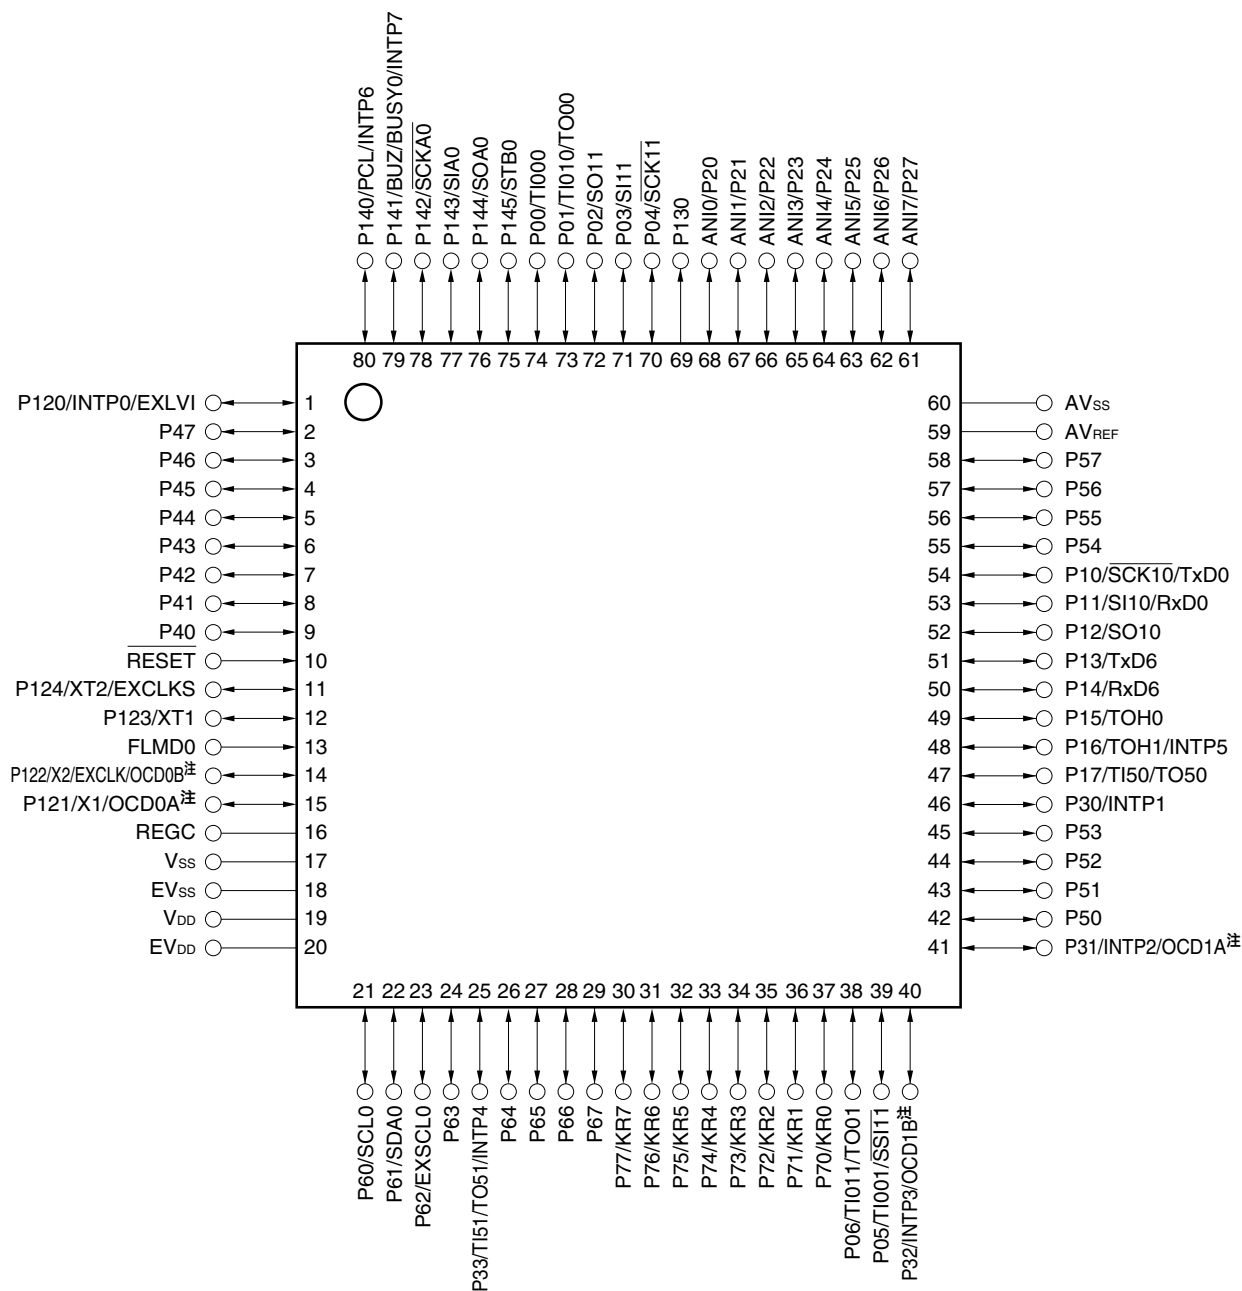 P140/PCL/INTP6
P141/BUZ/BUSY0/INTP7
P142/SCKA0
P143/SIA0
P144/SOA0
P145/STB0
P00/TI000
P01/TI010/TO00
P02/SO11
P03/SI11
P04/SCK11
P130
ANI0/P20
ANI1/P21
ANI2/P22
ANI3/P23
ANI4/P24
ANI5/P25
ANI6/P26
ANI7/P27
80 79 78 77 76 75 74 73 72 71 70 69 68 67 66 65 64 63 62 61
P120/INTP0/EXLVI 1
P47 2
P46 3
P45 4
P44 5
P43 6
P42 7
P41 8
P40 9
RESET 10
P124/XT2/EXCLKS 11
P123/XT1 12
FLMD0 13
P122/X2/EXCLK/OCD0B注 14
P121/X1/OCD0A注 15
REGC 16
VSS 17
EVSS 18
VDD 19
EVDD 20
60 AVSS
59 AVREF
58 P57
57 P56
56 P55
55 P54
54 P10/SCK10/TxD0
53 P11/SI10/RxD0
52 P12/SO10
51 P13/TxD6
50 P14/RxD6
49 P15/TOH0
48 P16/TOH1/INTP5
47 P17/TI50/TO50
46 P30/INTP1
45 P53
44 P52
43 P51
42 P50
41 P31/INTP2/OCD1A注
21 22 23 24 25 26 27 28 29 30 31 32 33 34 35 36 37 38 39 40
P60/SCL0
P61/SDA0
P62/EXSCL0
P63
P33/TI51/TO51/INTP4
P64
P65
P66
P67
P77/KR7
P76/KR6
P75/KR5
P74/KR4
P73/KR3
P72/KR2
P71/KR1
P70/KR0
P06/TI011/TO01
P05/TI001/SSI11
P32/INTP3/OCD1B注